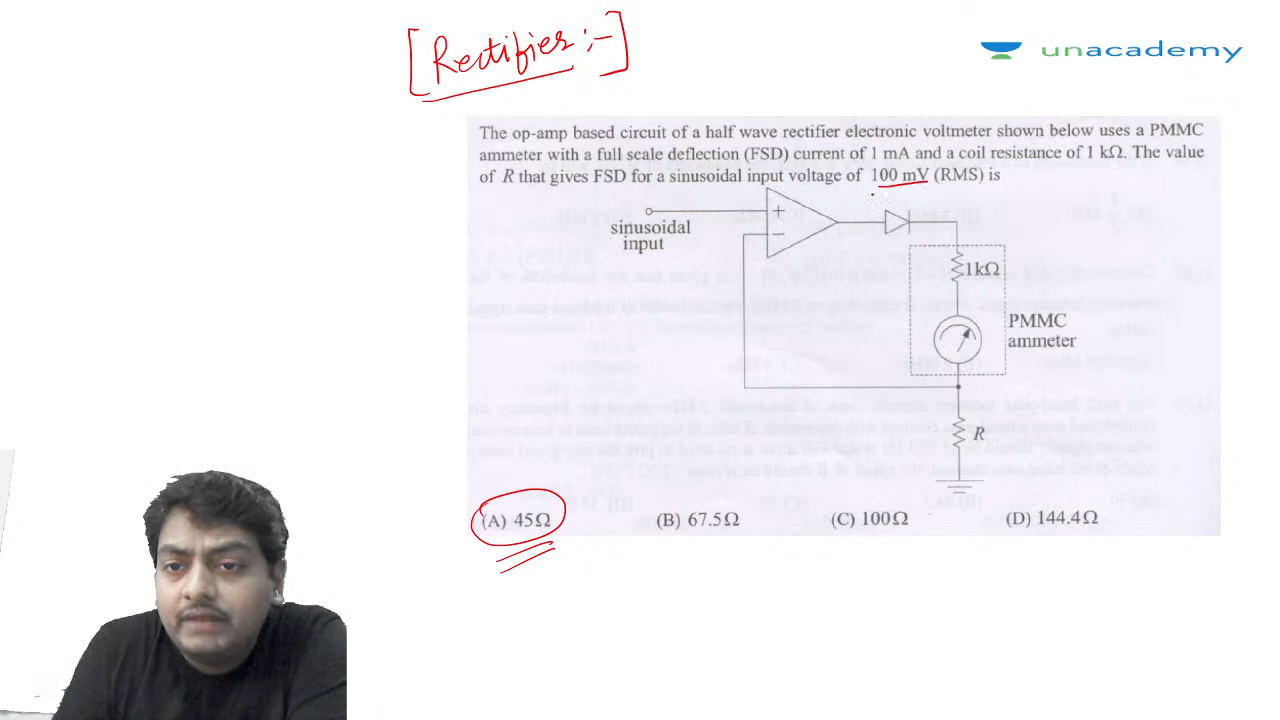 [Rectifier :-]
unacademy
The op-amp based circuit of a half wave rectifier electronic voltmeter shown below uses a PMMC
ammeter with a full scale deflection (FSD) current of 1 mA and a coil resistance of 1 kΩ. The value
of R that gives FSD for a sinusoidal input voltage of 100 mV (RMS) is
+
−
sinusoidal
input
1kΩ
PMMC
ammeter
R
(A) 45Ω (B) 67.5Ω (C) 100Ω (D) 144.4Ω